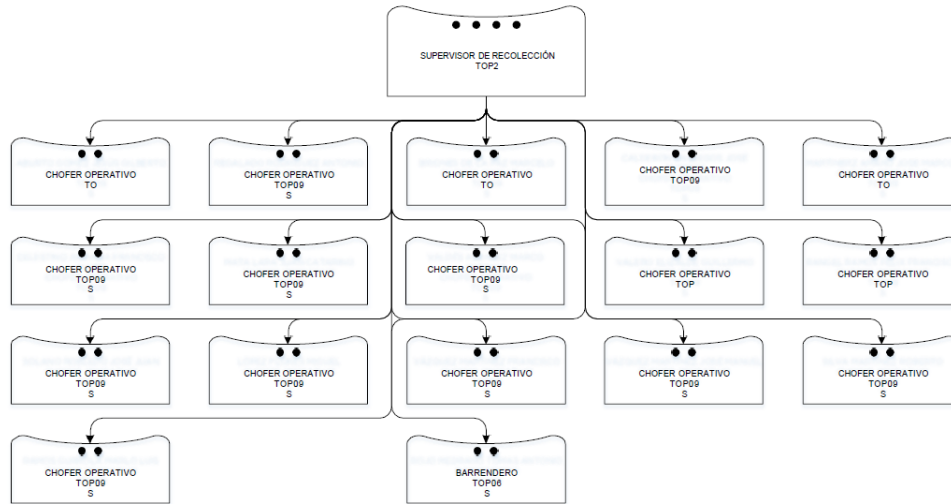 SUPERVISOR DE RECOLECCIÓN
TOP2
CHOFER OPERATIVO
TO
CHOFER OPERATIVO
TOP09
S
CHOFER OPERATIVO
TO
CHOFER OPERATIVO
TOP09
CHOFER OPERATIVO
TO
CHOFER OPERATIVO
TOP09
S
CHOFER OPERATIVO
TOP09
S
CHOFER OPERATIVO
TOP09
S
CHOFER OPERATIVO
TOP
CHOFER OPERATIVO
TOP
CHOFER OPERATIVO
TOP09
S
CHOFER OPERATIVO
TOP09
S
CHOFER OPERATIVO
TOP09
S
CHOFER OPERATIVO
TOP09
S
CHOFER OPERATIVO
TOP09
S
CHOFER OPERATIVO
TOP09
S
BARRENDERO
TOP06
S